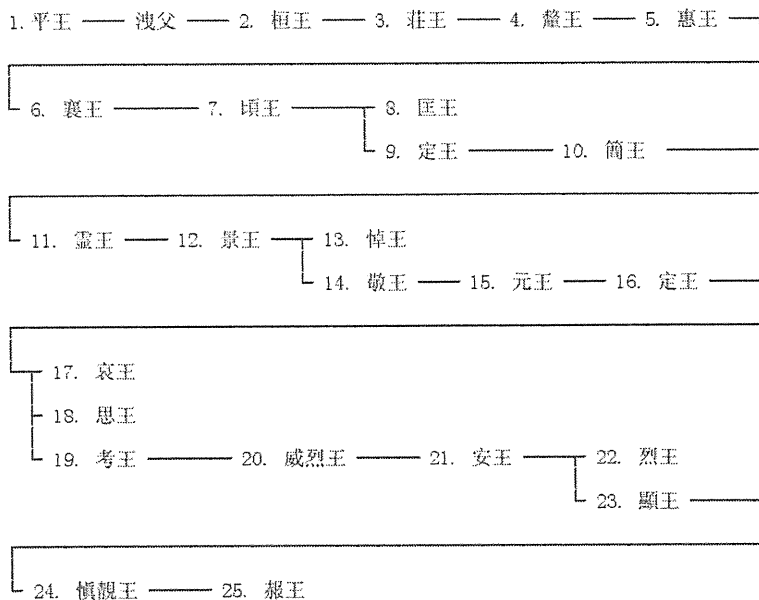 1. 平王 洩父 2. 桓王 3. 荘王 4. 釐王 5. 惠王
6. 襄王 7. 頃王 8. 匡王
9. 定王 10. 簡王
11. 霊王 12. 景王 13. 悼王
14. 敬王 15. 元王 16. 定王
17. 哀王
18. 思王
19. 考王 20. 威烈王 21. 安王 22. 烈王
23. 顯王
24. 慎靚王 25. 赧王